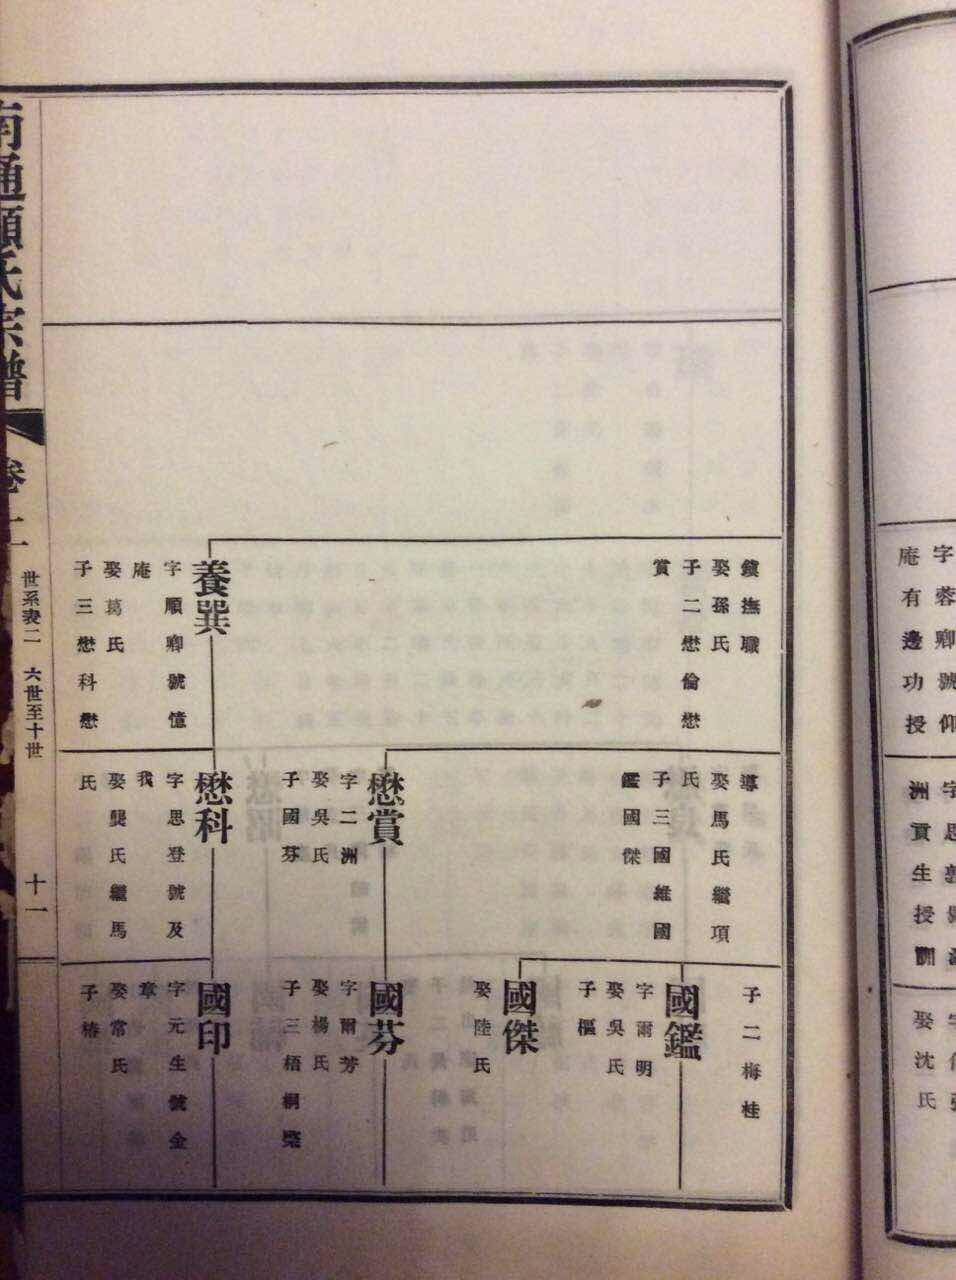 鎮撫職
娶孫氏
子二懋倫懋
賞
養巽
字順卿號憶
庵
娶葛氏
子三懋科懋
導
娶馬氏繼項
氏
子三國維國
鑑國傑
懋賞
字二洲
娶吳氏
子國芬
懋科
字思登號及
我
娶龔氏繼馬
氏
子二梅桂
國鑑
字爾明
娶吳氏
子樞
國傑
娶陸氏
國芬
字爾芳
娶楊氏
子三梧桐檠
國印
字元生號金
章
娶常氏
子椿
南通顧氏宗譜
卷二
世系表二 六世至十世
十一
字蓉卿號仰
庵有邊功授
洲貢生授訓
娶沈氏